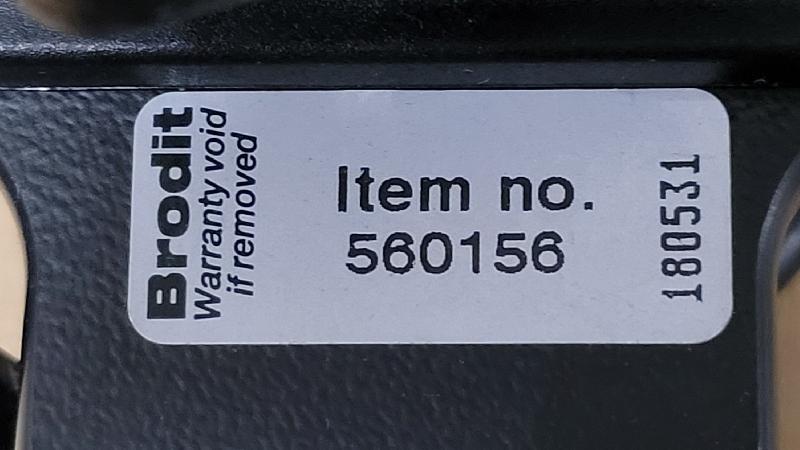 Brodit
Warranty void
if removed
Item no.
560156
180531